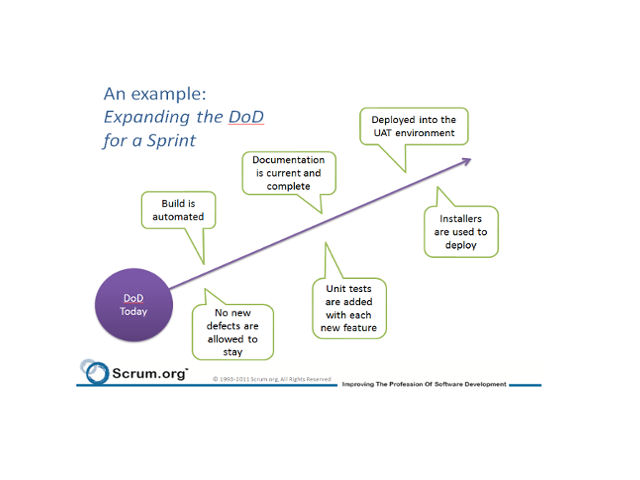 An example:
Expanding the DoD
for a Sprint
Deployed into the
UAT environment
Documentation
is current and
complete
Build is
automated
Installers
are used to
deploy
Unit tests
are added
with each
new feature
DoD
Today
No new
defects are
allowed to
stay
Scrum.org™
© 1993-2011 Scrum.org, All Rights Reserved
Improving The Profession Of Software Development